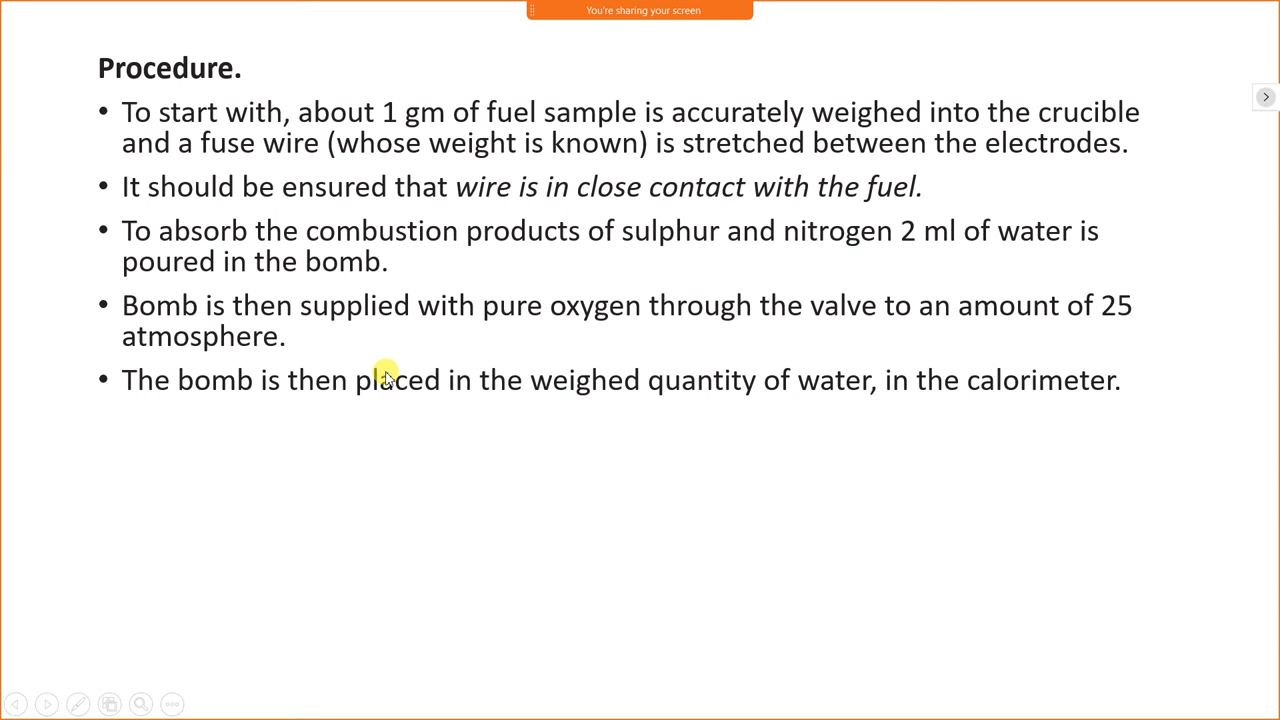 You're sharing your screen
Procedure.
• To start with, about 1 gm of fuel sample is accurately weighed into the crucible
and a fuse wire (whose weight is known) is stretched between the electrodes.
• It should be ensured that wire is in close contact with the fuel.
• To absorb the combustion products of sulphur and nitrogen 2 ml of water is
poured in the bomb.
• Bomb is then supplied with pure oxygen through the valve to an amount of 25
atmosphere.
• The bomb is then placed in the weighed quantity of water, in the calorimeter.